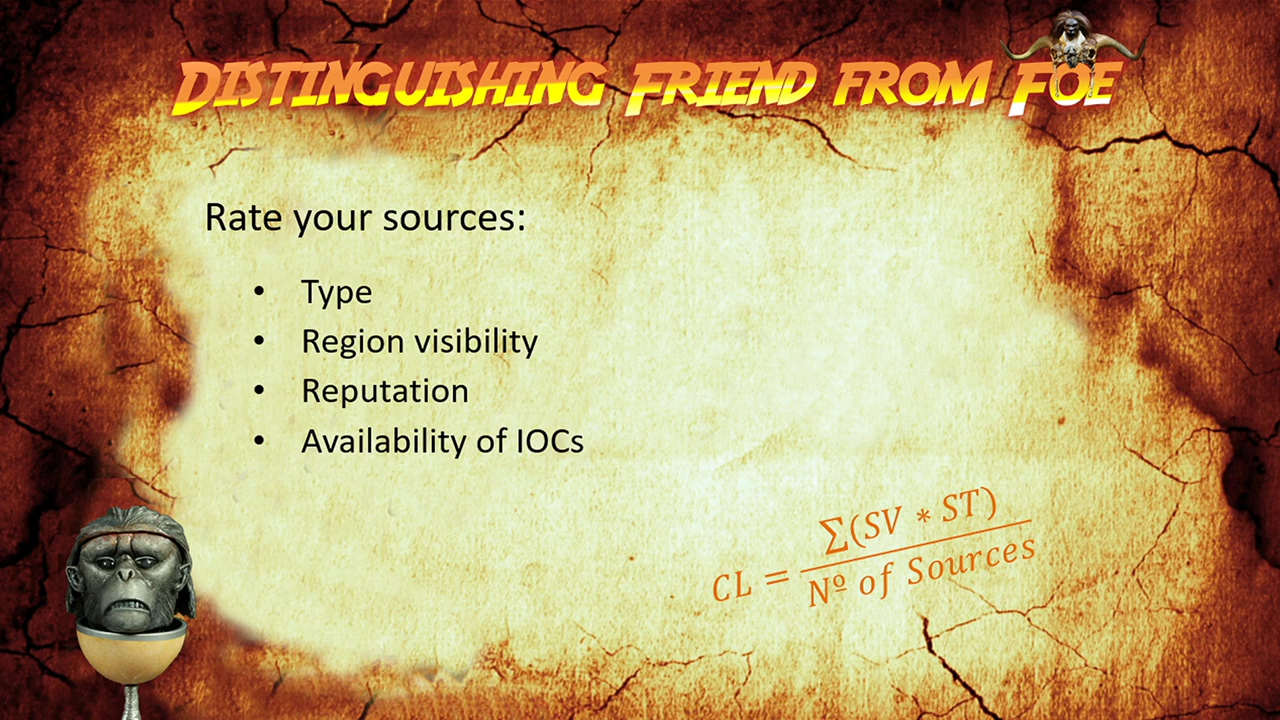 Distinguishing Friend from Foe
Rate your sources:
• Type
• Region visibility
• Reputation
• Availability of IOCs
CL = ∑(SV * ST) / Nº of Sources